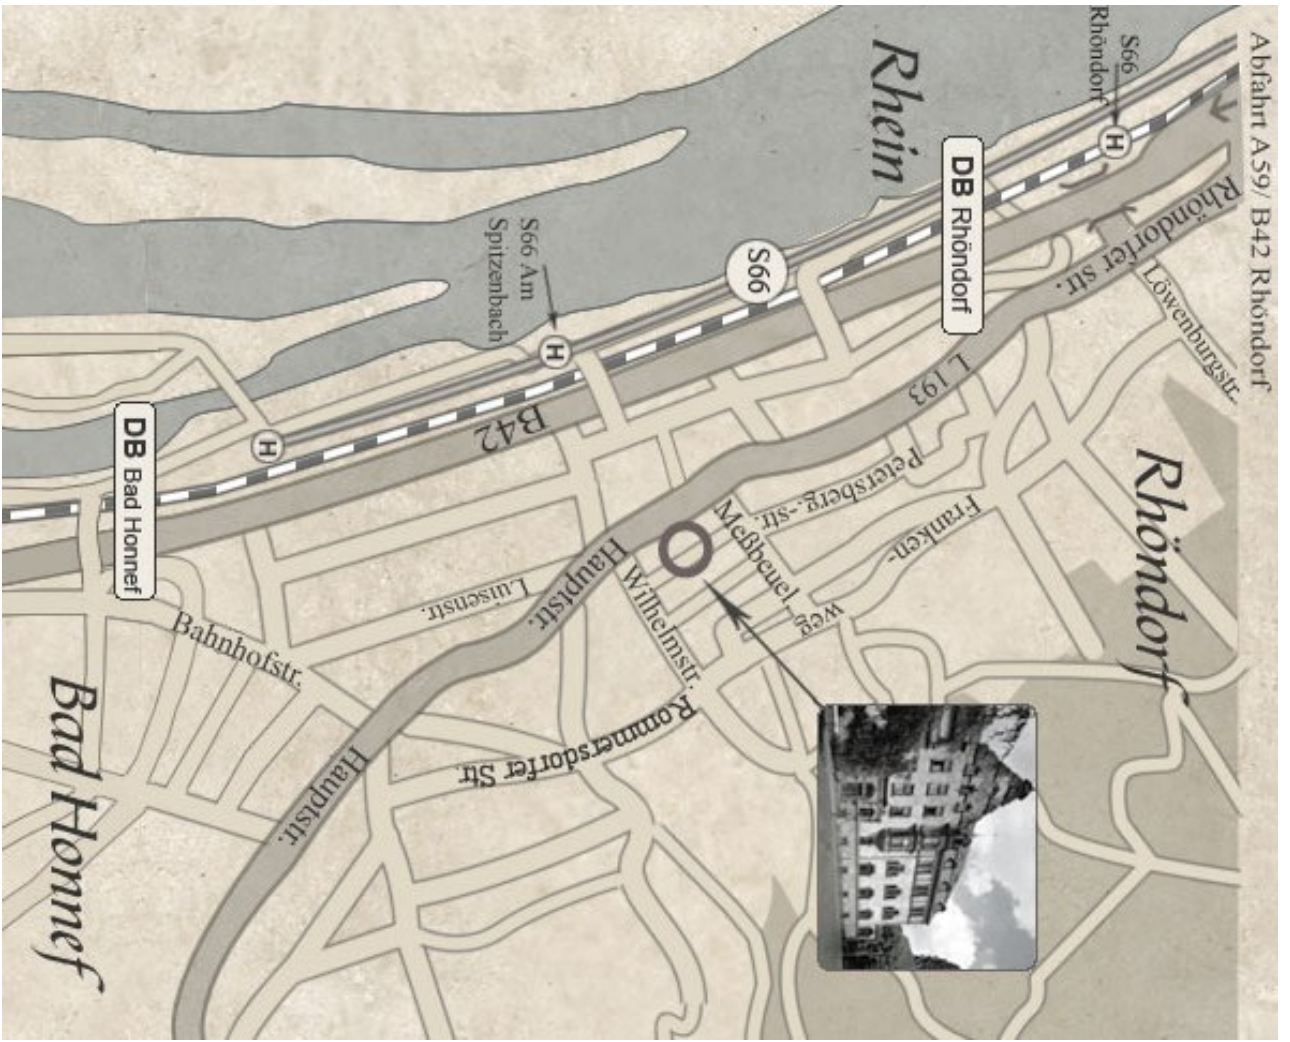 Abfahrt A59/ B42 Rhöndorf
S66
Rhöndorf
H
Rhöndorfer str.
Löwenburgstr.
DB Rhöndorf
Rhein
S66
L 193
Rhöndorf
Petersberg.-str.
Franken-
weg
Meßbeuel
S66 Am
Spitzenbach
H
B42
Hauptstr.
Wilhelmstr.
Luisenstr.
Rommersdorfer Str.
H
DB Bad Honnef
Bahnhofstr.
Hauptstr.
Bad Honnef